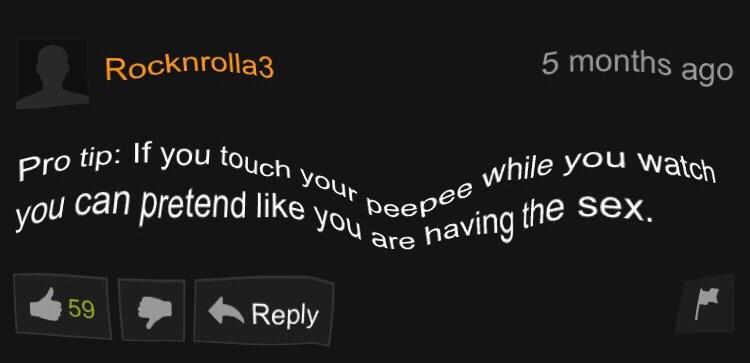 Rocknrolla3 5 months ago
Pro tip: If you touch your peepee while you watch
you can pretend like you are having the sex.
59 Reply